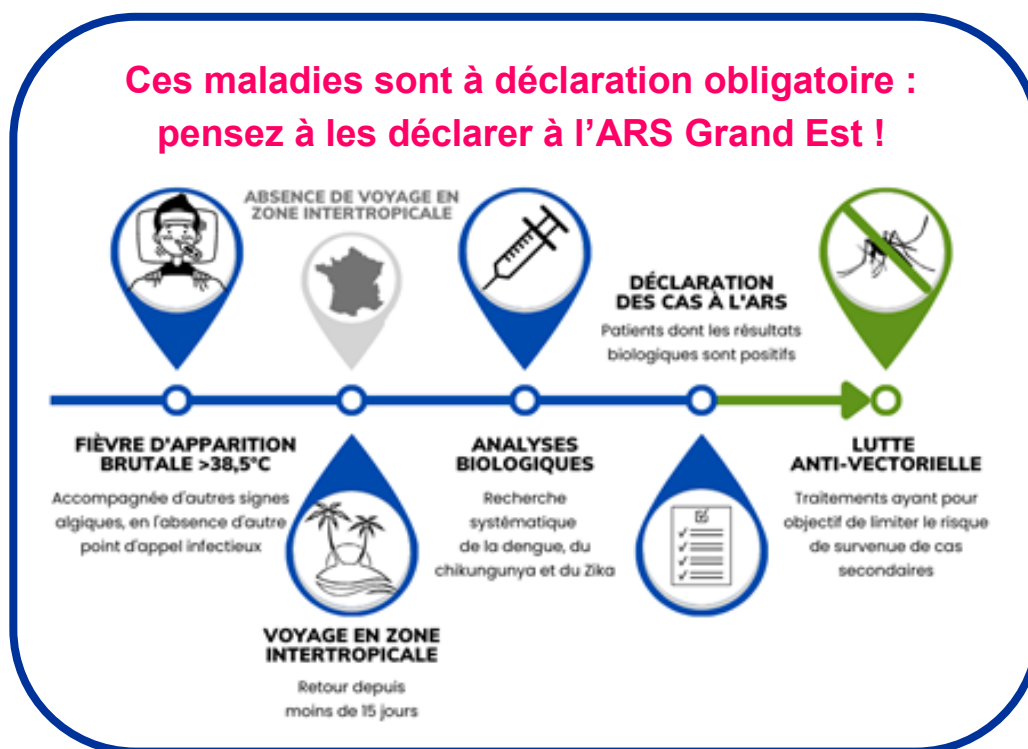 Ces maladies sont à déclaration obligatoire :
pensez à les déclarer à l'ARS Grand Est !
ABSENCE DE VOYAGE EN
ZONE INTERTROPICALE
DÉCLARATION
DES CAS À L'ARS
Patients dont les résultats
biologiques sont positifs
FIÈVRE D'APPARITION
BRUTALE >38,5°C
Accompagnée d'autres signes
algiques, en l'absence d'autre
point d'appel infectieux
VOYAGE EN ZONE
INTERTROPICALE
Retour depuis
moins de 15 jours
ANALYSES
BIOLOGIQUES
Recherche
systématique
de la dengue, du
chikungunya et du Zika
LUTTE
ANTI-VECTORIELLE
Traitements ayant pour
objectif de limiter le risque
de survenue de cas
secondaires